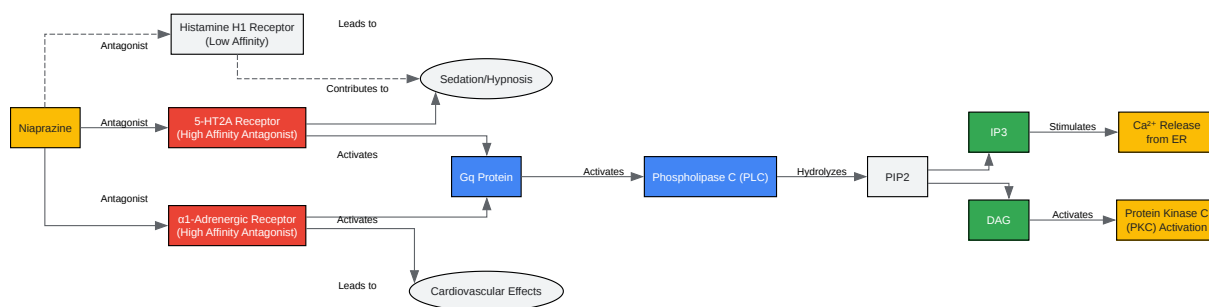 Histamine H1 Receptor
(Low Affinity)
Leads to
Antagonist
Sedation/Hypnosis
Contributes to
Niaprazine
Antagonist
5-HT2A Receptor
(High Affinity Antagonist)
Activates
Gq Protein
Activates
Phospholipase C (PLC)
Hydrolyzes
PIP2
IP3
Stimulates
Ca²⁺ Release
from ER
Antagonist
α1-Adrenergic Receptor
(High Affinity Antagonist)
Activates
DAG
Activates
Protein Kinase C
(PKC) Activation
Leads to
Cardiovascular Effects